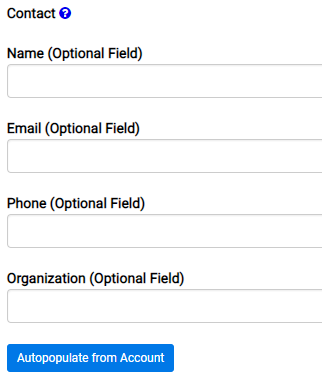 Contact ?
Name (Optional Field)
Email (Optional Field)
Phone (Optional Field)
Organization (Optional Field)
Autopopulate from Account